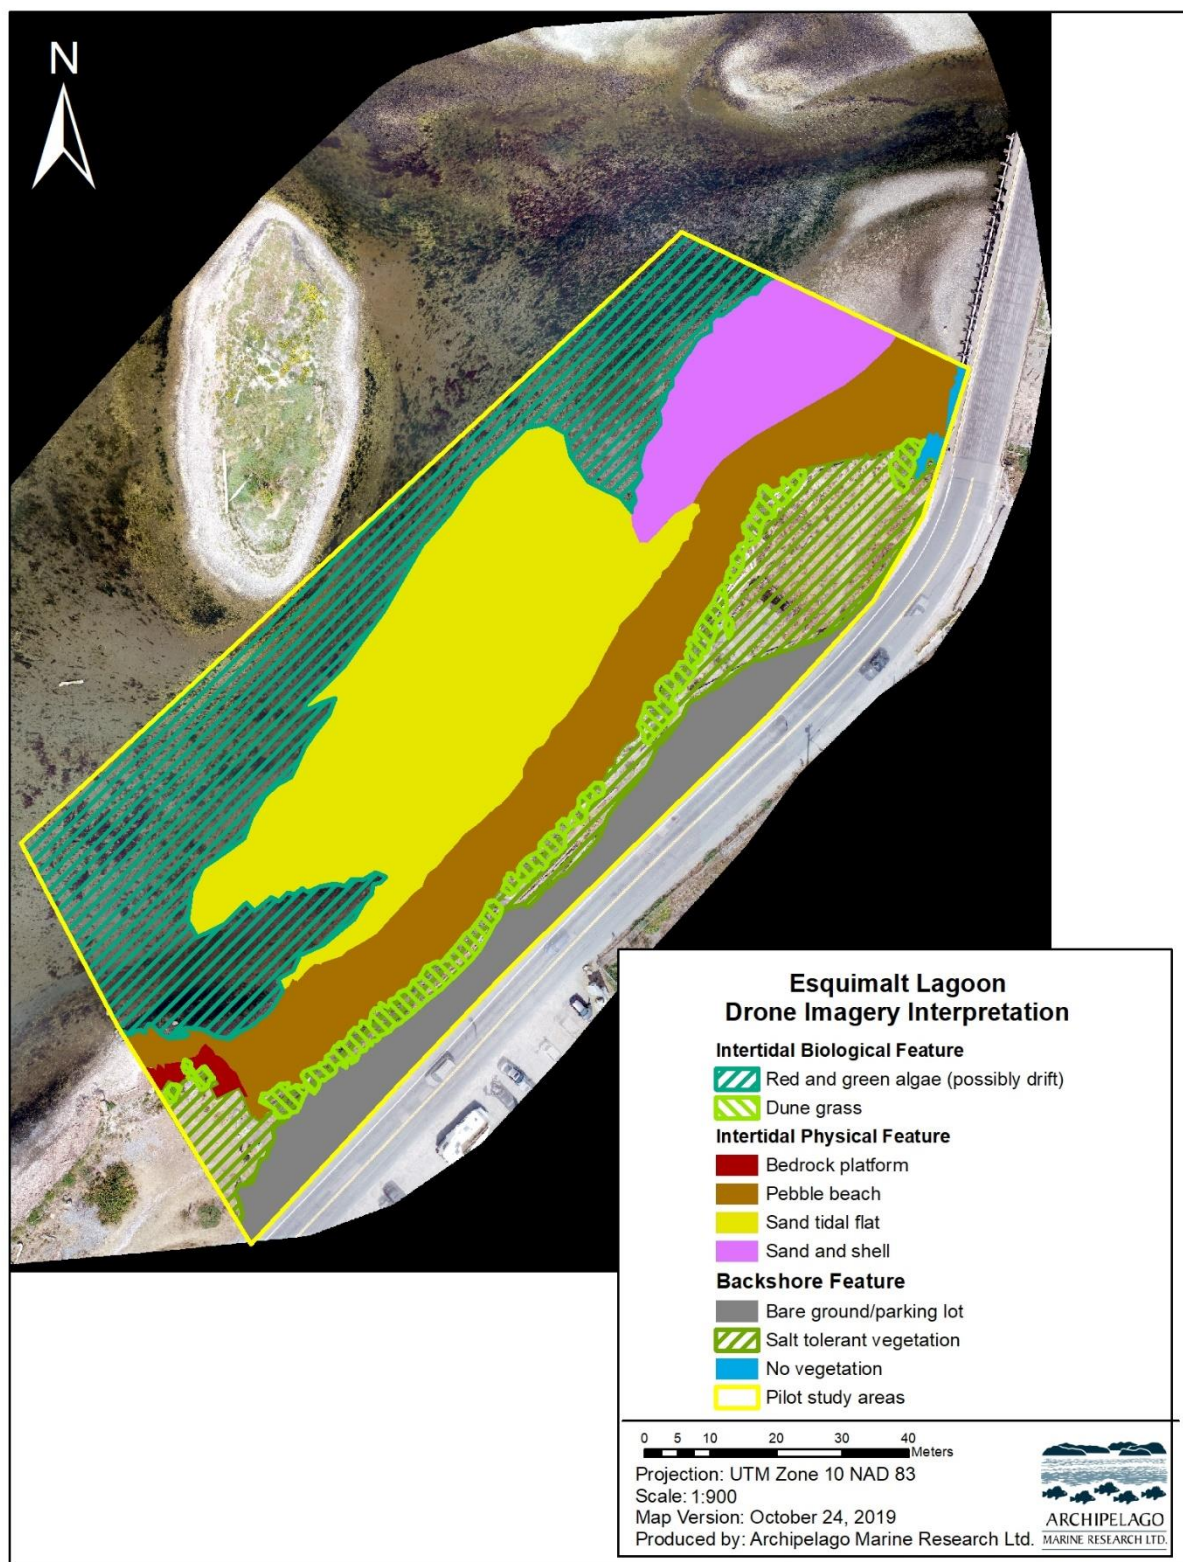 N
Esquimalt Lagoon
Drone Imagery Interpretation
Intertidal Biological Feature
Red and green algae (possibly drift)
Dune grass
Intertidal Physical Feature
Bedrock platform
Pebble beach
Sand tidal flat
Sand and shell
Backshore Feature
Bare ground/parking lot
Salt tolerant vegetation
No vegetation
Pilot study areas
0 5 10 20 30 40
Meters
Projection: UTM Zone 10 NAD 83
Scale: 1:900
Map Version: October 24, 2019
Produced by: Archipelago Marine Research Ltd.
ARCHIPELAGO
MARINE RESEARCH LTD.